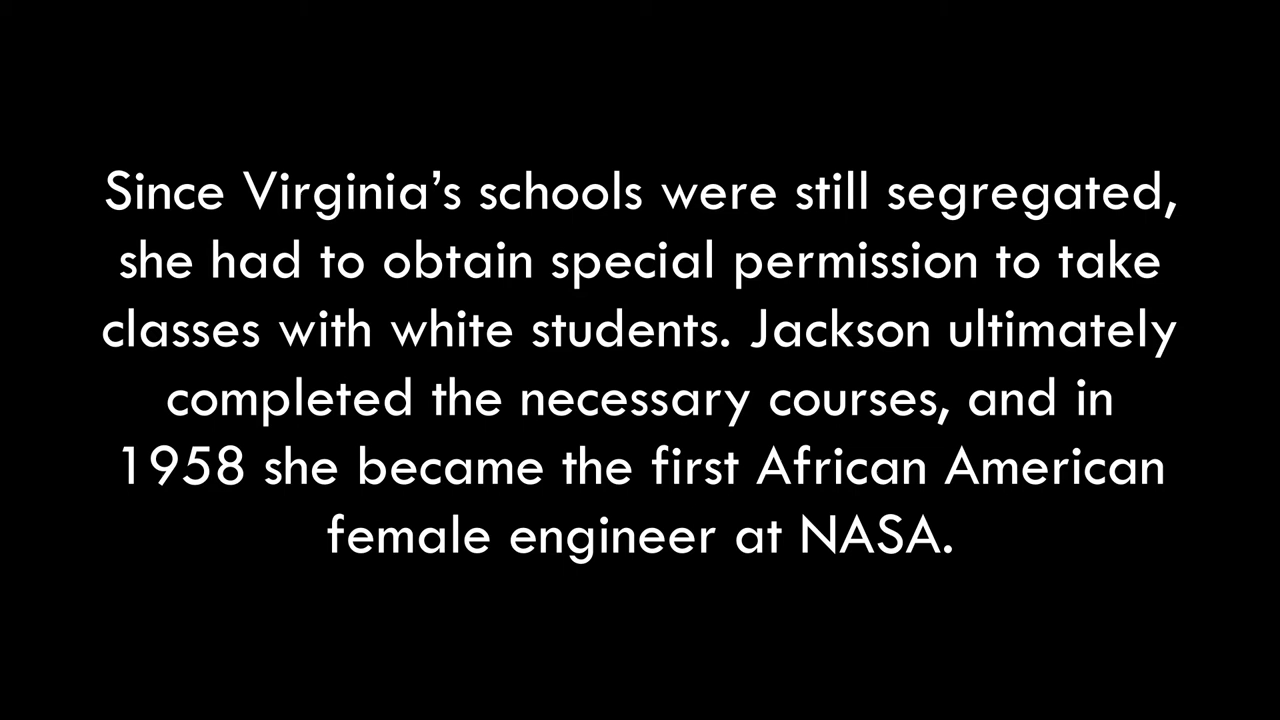 Since Virginia’s schools were still segregated,
she had to obtain special permission to take
classes with white students. Jackson ultimately
completed the necessary courses, and in
1958 she became the first African American
female engineer at NASA.